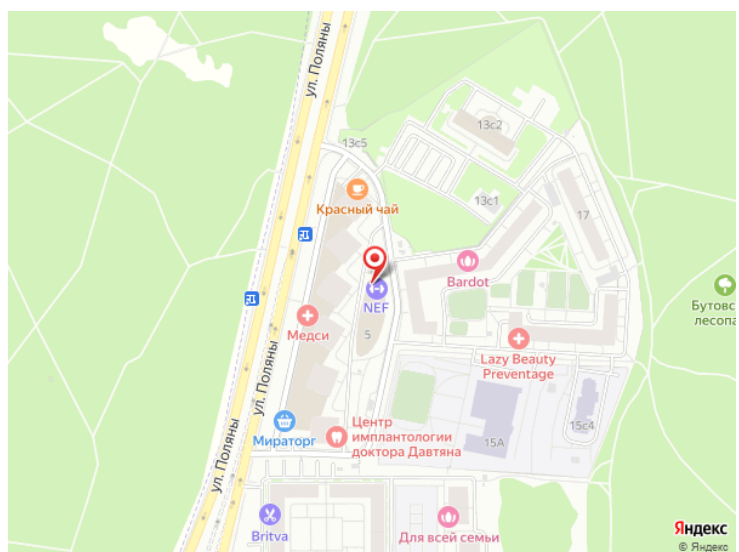 ул. Поляны
13с5
13с2
Красный чай
13с1
17
Bardot
NEF
5
Медси
Бутовс
лесопа
Lazy Beauty
Preventage
ул. Поляны
Мираторг
Центр
имплантологии
доктора Давтяна
15А
15с4
ул. Поляны
Britva
Для всей семьи
Яндекс
© Яндекс